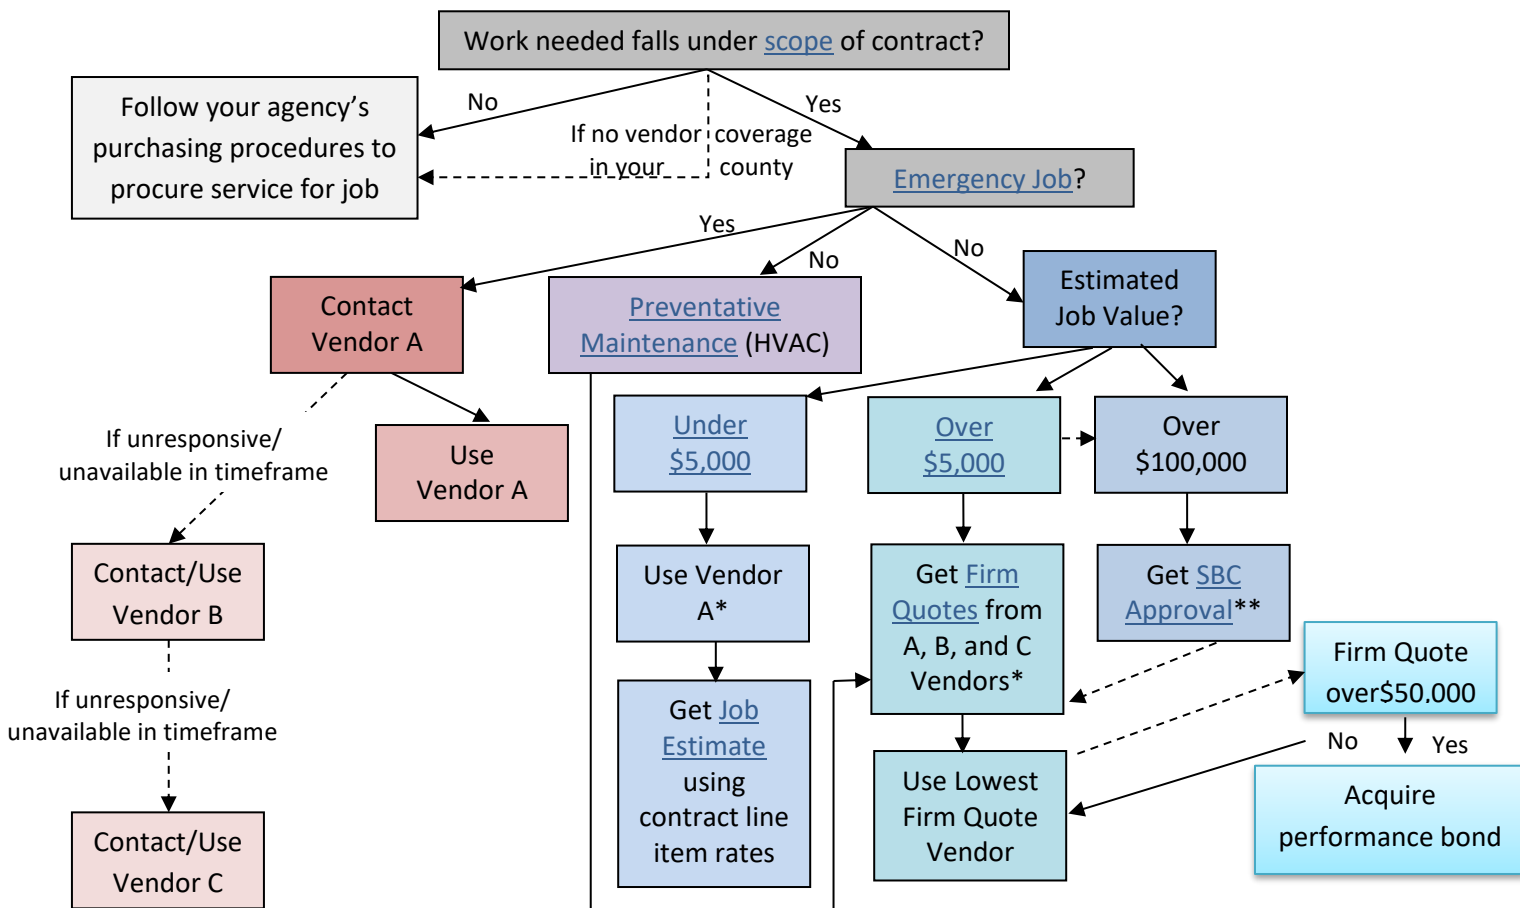 Work needed falls under scope of contract?
Follow your agency’s
purchasing procedures to
procure service for job
No
Yes
If no vendor coverage
in your county
Emergency Job?
Yes
No
No
Contact
Vendor A
Preventative
Maintenance (HVAC)
Estimated
Job Value?
If unresponsive/
unavailable in timeframe
Use
Vendor A
Under
$5,000
Over
$5,000
Over
$100,000
Contact/Use
Vendor B
Use Vendor
A*
Get Firm
Quotes from
A, B, and C
Vendors*
Get SBC
Approval**
Firm Quote
over$50,000
If unresponsive/
unavailable in timeframe
Get Job
Estimate
using
contract line
item rates
No
Yes
Use Lowest
Firm Quote
Vendor
Acquire
performance bond
Contact/Use
Vendor C